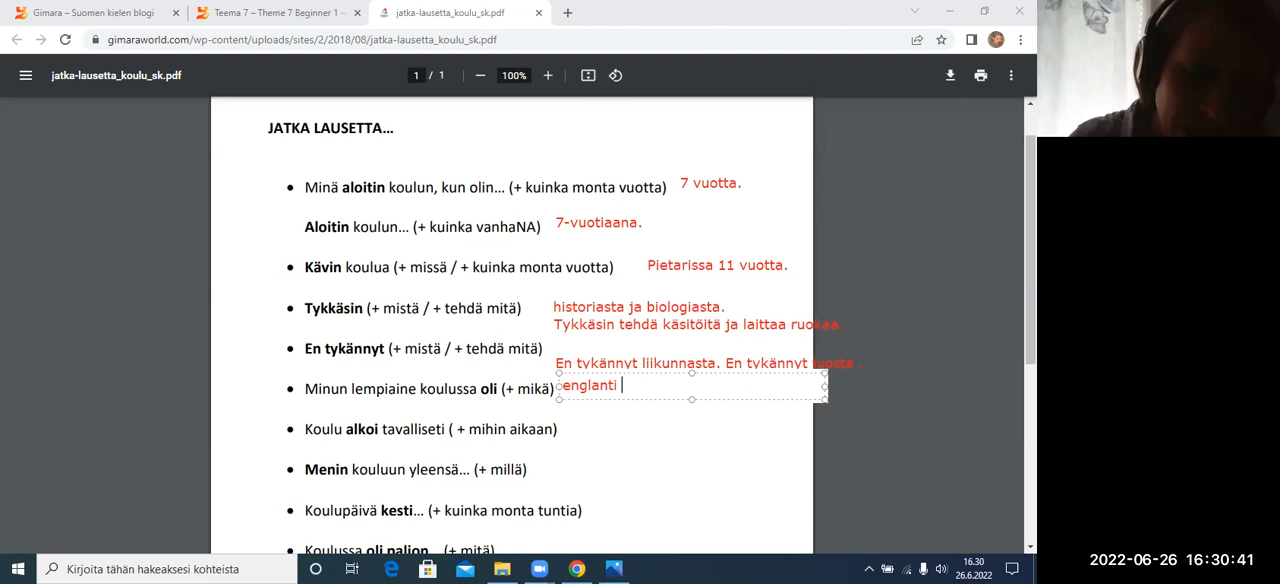 Gimara – Suomen kielen blogi
Teema 7 – Theme 7 Beginner 1 –
jatka-lausetta_koulu_sk.pdf
gimaraworld.com/wp-content/uploads/sites/2/2018/08/jatka-lausetta_koulu_sk.pdf
jatka-lausetta_koulu_sk.pdf 1 / 1 100%
JATKA LAUSETTA...
Minä aloitin koulun, kun olin... (+ kuinka monta vuotta) 7 vuotta.
Aloitin koulun... (+ kuinka vanhaNA) 7-vuotiaana.
Kävin koulua (+ missä / + kuinka monta vuotta) Pietarissa 11 vuotta.
Tykkäsin (+ mistä / + tehdä mitä) historiasta ja biologiasta.
Tykkäsin tehdä käsitöitä ja laittaa ruokaa.
En tykännyt (+ mistä / + tehdä mitä)
En tykännyt liikunnasta. En tykännyt tuosta .
Minun lempiaine koulussa oli (+ mikä) englanti
Koulu alkoi tavalliseti ( + mihin aikaan)
Menin kouluun yleensä... (+ millä)
Koulupäivä kesti... (+ kuinka monta tuntia)
Koulussa oli paljon... (+ mitä)
Kirjoita tähän hakeaksesi kohteista
16.30
26.6.2022
2022-06-26 16:30:41